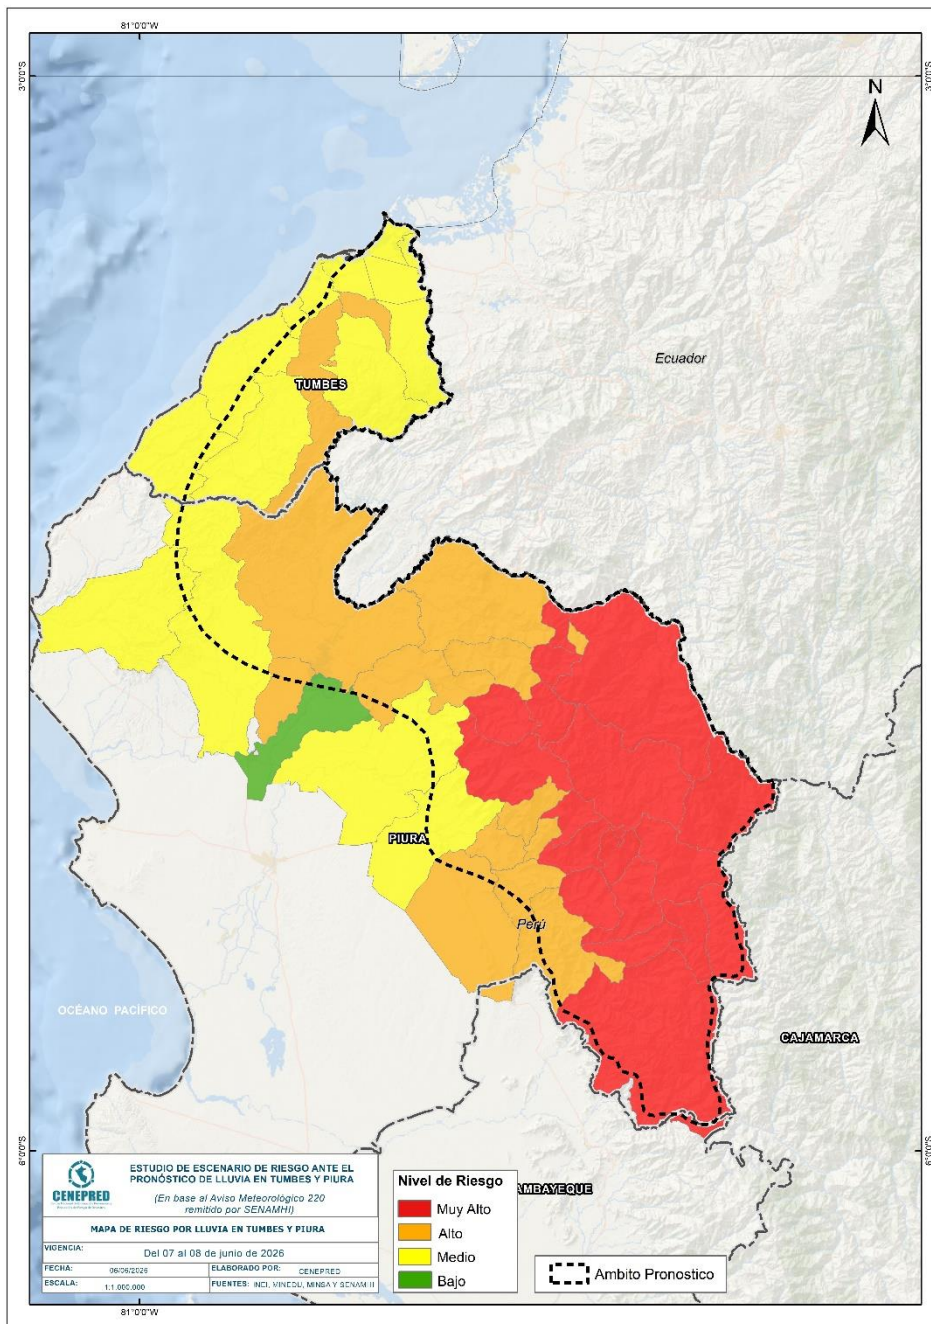 81°0'0"W
3°0'0"S
3°0'0"S
N
Ecuador
TUMBES
PIURA
Perú
OCÉANO PACÍFICO
CAJAMARCA
6°0'0"S
6°0'0"S
AMBAYEQUE
CENEPRED
ESTUDIO DE ESCENARIO DE RIESGO ANTE EL
PRONÓSTICO DE LLUVIA EN TUMBES Y PIURA
(En base al Aviso Meteorológico 220
remitido por SENAMHI)
MAPA DE RIESGO POR LLUVIA EN TUMBES Y PIURA
VIGENCIA: Del 07 al 08 de junio de 2026
FECHA: 06/06/2026 ELABORADO POR: CENEPRED
ESCALA: 1:1.000.000 FUENTES: INEI, MINEDU, MINSA Y SENAMHI
Nivel de Riesgo
Muy Alto
Alto
Medio
Bajo
Ambito Pronostico
81°0'0"W